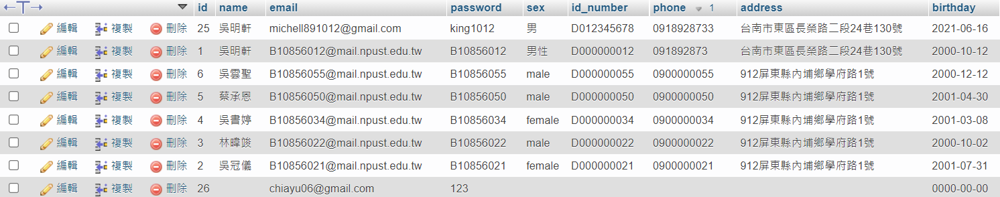 id name email password sex id_number phone 1 address birthday
編輯 複製 刪除 25 吳明軒 michell891012@gmail.com king1012 男 D012345678 0918928733 台南市東區長榮路二段24巷130號 2021-06-16
編輯 複製 刪除 1 吳明軒 B10856012@mail.npust.edu.tw B10856012 男性 D000000012 091892873 台南市東區長榮路二段24巷130號 2000-10-12
編輯 複製 刪除 6 吳雲聖 B10856055@mail.npust.edu.tw B10856055 male D000000055 0900000055 912屏東縣內埔鄉學府路1號 2000-12-12
編輯 複製 刪除 5 蔡承恩 B10856050@mail.npust.edu.tw B10856050 male D000000050 0900000050 912屏東縣內埔鄉學府路1號 2001-04-30
編輯 複製 刪除 4 吳書婷 B10856034@mail.npust.edu.tw B10856034 female D000000034 0900000034 912屏東縣內埔鄉學府路1號 2001-03-08
編輯 複製 刪除 3 林暐竣 B10856022@mail.npust.edu.tw B10856022 male D000000022 0900000022 912屏東縣內埔鄉學府路1號 2000-10-02
編輯 複製 刪除 2 吳冠儀 B10856021@mail.npust.edu.tw B10856021 female D000000021 0900000021 912屏東縣內埔鄉學府路1號 2001-07-31
編輯 複製 刪除 26 chiayu06@gmail.com 123 0000-00-00